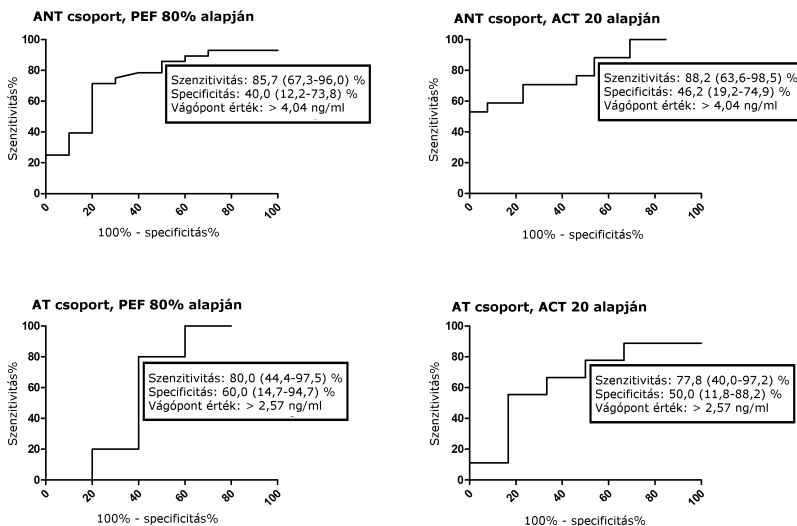 ANT csoport, PEF 80% alapján
100
80
60
40
20
0
Szenzitivitás%
Szenzitivitás: 85,7 (67,3-96,0) %
Specificitás: 40,0 (12,2-73,8) %
Vágópont érték: > 4,04 ng/ml
0
20
40
60
80
100
100% - specificitás%
ANT csoport, ACT 20 alapján
100
80
60
40
20
0
Szenzitivitás%
Szenzitivitás: 88,2 (63,6-98,5) %
Specificitás: 46,2 (19,2-74,9) %
Vágópont érték: > 4,04 ng/ml
0
20
40
60
80
100
100% - specificitás%
AT csoport, PEF 80% alapján
100
80
60
40
20
0
Szenzitivitás%
Szenzitivitás: 80,0 (44,4-97,5) %
Specificitás: 60,0 (14,7-94,7) %
Vágópont érték: > 2,57 ng/ml
0
20
40
60
80
100
100% - specificitás%
AT csoport, ACT 20 alapján
100
80
60
40
20
0
Szenzitivitás%
Szenzitivitás: 77,8 (40,0-97,2) %
Specificitás: 50,0 (11,8-88,2) %
Vágópont érték: > 2,57 ng/ml
0
20
40
60
80
100
100% - specificitás%